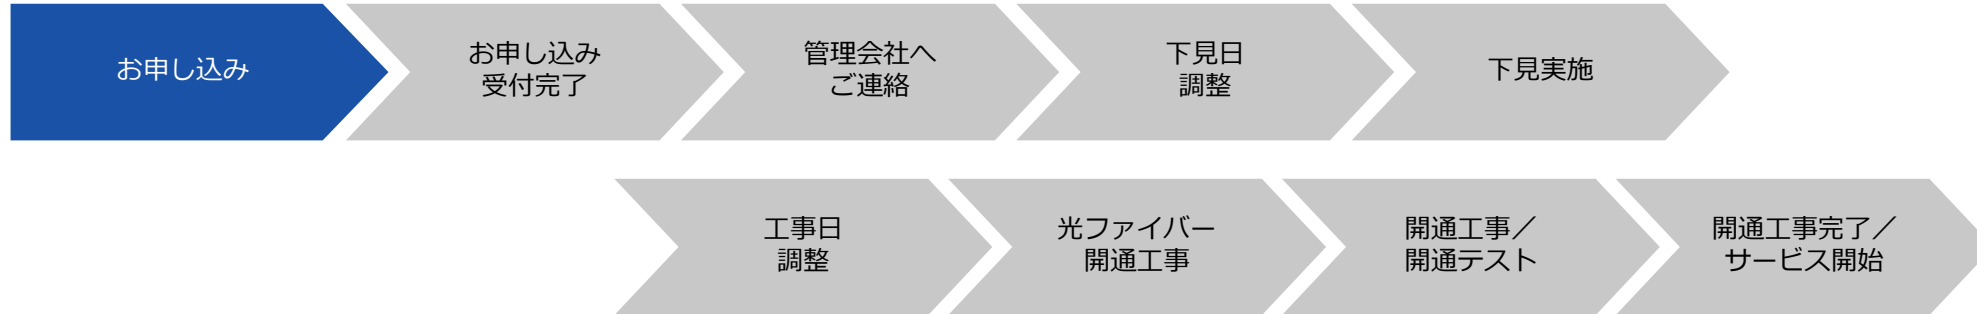 お申し込み
お申し込み
受付完了
管理会社へ
ご連絡
下見日
調整
下見実施
工事日
調整
光ファイバー
開通工事
開通工事／
開通テスト
開通工事完了／
サービス開始